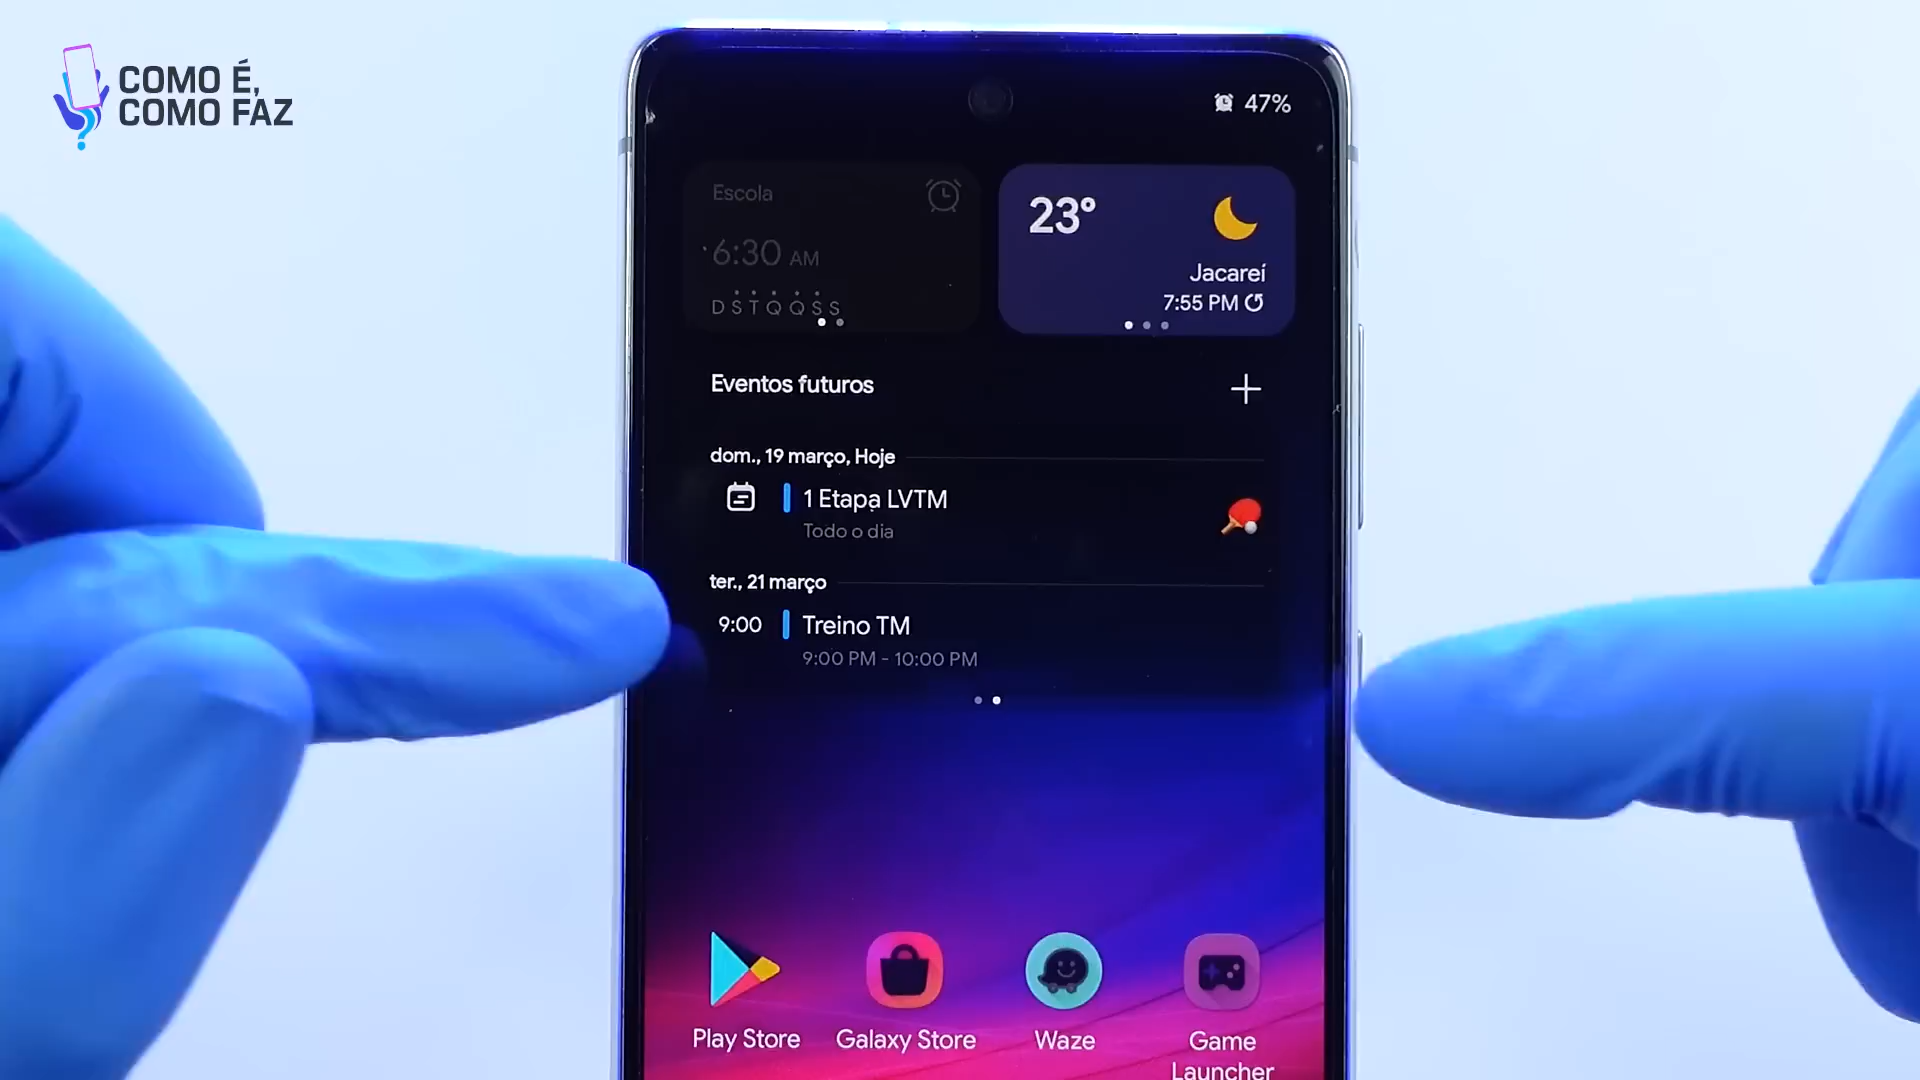 COMO É,
COMO FAZ
47%
Escola
6:30 AM
D S T Q Q S S
23°
Jacareí
7:55 PM
Eventos futuros
dom., 19 março, Hoje
1 Etapa LVTM
Todo o dia
ter., 21 março
9:00 Treino TM
9:00 PM - 10:00 PM
Play Store
Galaxy Store
Waze
Game
Launcher